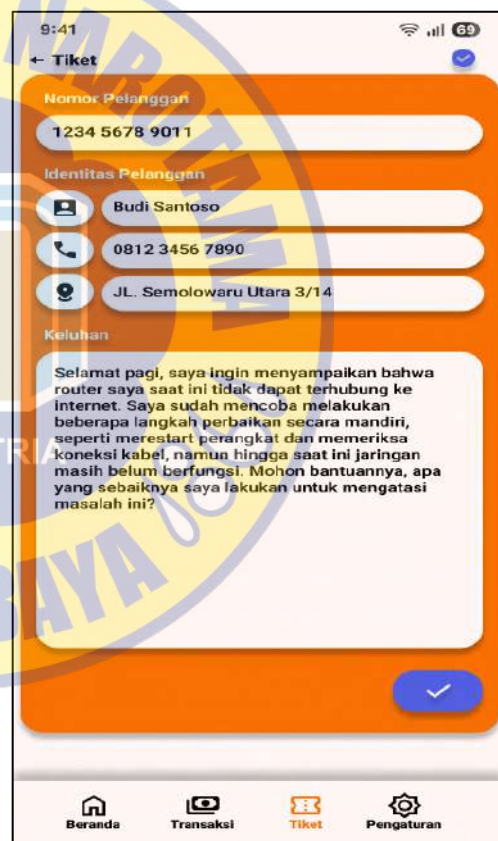 9:41
69
← Tiket
Nomor Pelanggan
1234 5678 9011
Identitas Pelanggan
Budi Santoso
0812 3456 7890
JL. Semolowaru Utara 3/14
Keluhan
Selamat pagi, saya ingin menyampaikan bahwa
router saya saat ini tidak dapat terhubung ke
internet. Saya sudah mencoba melakukan
beberapa langkah perbaikan secara mandiri,
seperti merestart perangkat dan memeriksa
koneksi kabel, namun hingga saat ini jaringan
masih belum berfungsi. Mohon bantuannya, apa
yang sebaiknya saya lakukan untuk mengatasi
masalah ini?
Beranda
Transaksi
Tiket
Pengaturan
NAROTAMA